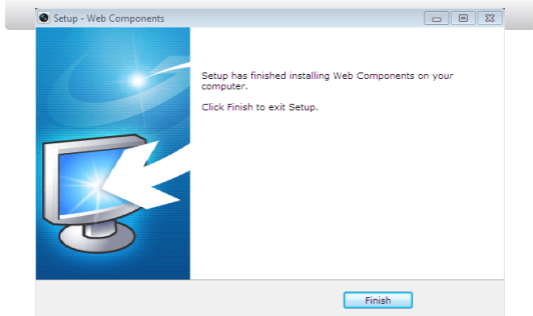 Setup - Web Components
Setup has finished installing Web Components on your
computer.
Click Finish to exit Setup.
Finish